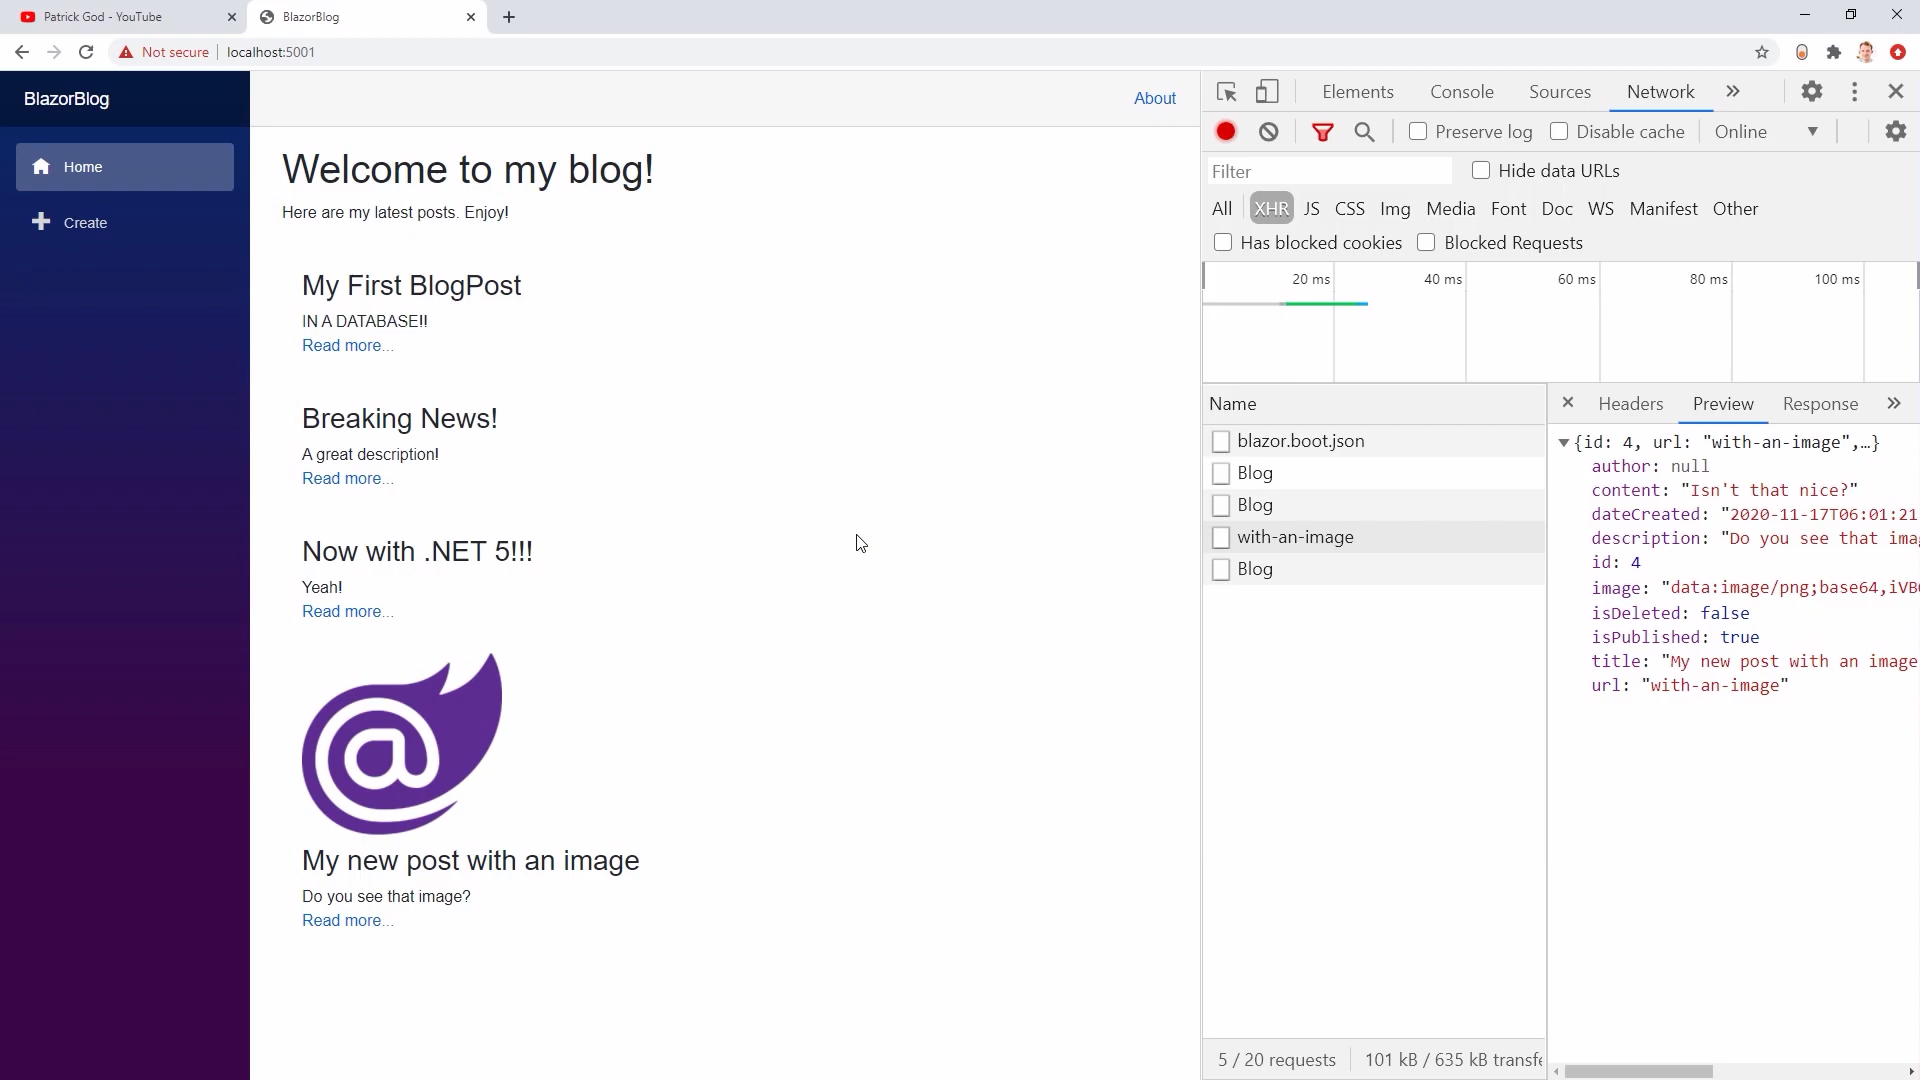 Patrick God - YouTube
BlazorBlog
Not secure
localhost:5001
BlazorBlog
Home
Create
About
Welcome to my blog!
Here are my latest posts. Enjoy!
My First BlogPost
IN A DATABASE!!
Read more...
Breaking News!
A great description!
Read more...
Now with .NET 5!!!
Yeah!
Read more...
@
My new post with an image
Do you see that image?
Read more...
Elements Console Sources Network »
Preserve log Disable cache Online
Filter Hide data URLs
All XHR JS CSS Img Media Font Doc WS Manifest Other
Has blocked cookies Blocked Requests
20 ms 40 ms 60 ms 80 ms 100 ms
Name
blazor.boot.json
Blog
Blog
with-an-image
Blog
5 / 20 requests 101 kB / 635 kB transfe
Headers Preview Response »
{id: 4, url: "with-an-image",…}
author: null
content: "Isn't that nice?"
dateCreated: "2020-11-17T06:01:21
description: "Do you see that ima
id: 4
image: "data:image/png;base64,iVB
isDeleted: false
isPublished: true
title: "My new post with an image
url: "with-an-image"